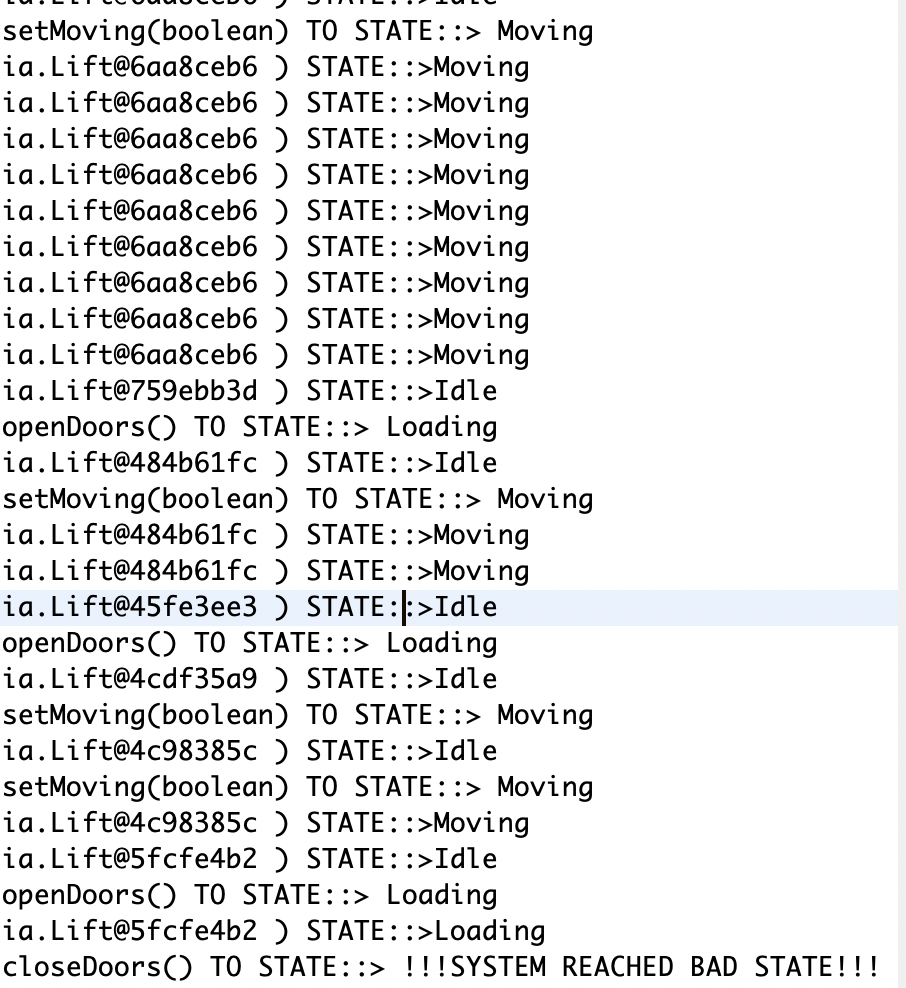 ia.Lift@6aa8ceb6 ) STATE::>Idle
setMoving(boolean) TO STATE::> Moving
ia.Lift@6aa8ceb6 ) STATE::>Moving
ia.Lift@6aa8ceb6 ) STATE::>Moving
ia.Lift@6aa8ceb6 ) STATE::>Moving
ia.Lift@6aa8ceb6 ) STATE::>Moving
ia.Lift@6aa8ceb6 ) STATE::>Moving
ia.Lift@6aa8ceb6 ) STATE::>Moving
ia.Lift@6aa8ceb6 ) STATE::>Moving
ia.Lift@6aa8ceb6 ) STATE::>Moving
ia.Lift@6aa8ceb6 ) STATE::>Moving
ia.Lift@759ebb3d ) STATE::>Idle
openDoors() TO STATE::> Loading
ia.Lift@484b61fc ) STATE::>Idle
setMoving(boolean) TO STATE::> Moving
ia.Lift@484b61fc ) STATE::>Moving
ia.Lift@484b61fc ) STATE::>Moving
ia.Lift@45fe3ee3 ) STATE::>Idle
openDoors() TO STATE::> Loading
ia.Lift@4cdf35a9 ) STATE::>Idle
setMoving(boolean) TO STATE::> Moving
ia.Lift@4c98385c ) STATE::>Idle
setMoving(boolean) TO STATE::> Moving
ia.Lift@4c98385c ) STATE::>Moving
ia.Lift@5fcfe4b2 ) STATE::>Idle
openDoors() TO STATE::> Loading
ia.Lift@5fcfe4b2 ) STATE::>Loading
closeDoors() TO STATE::> !!!SYSTEM REACHED BAD STATE!!!